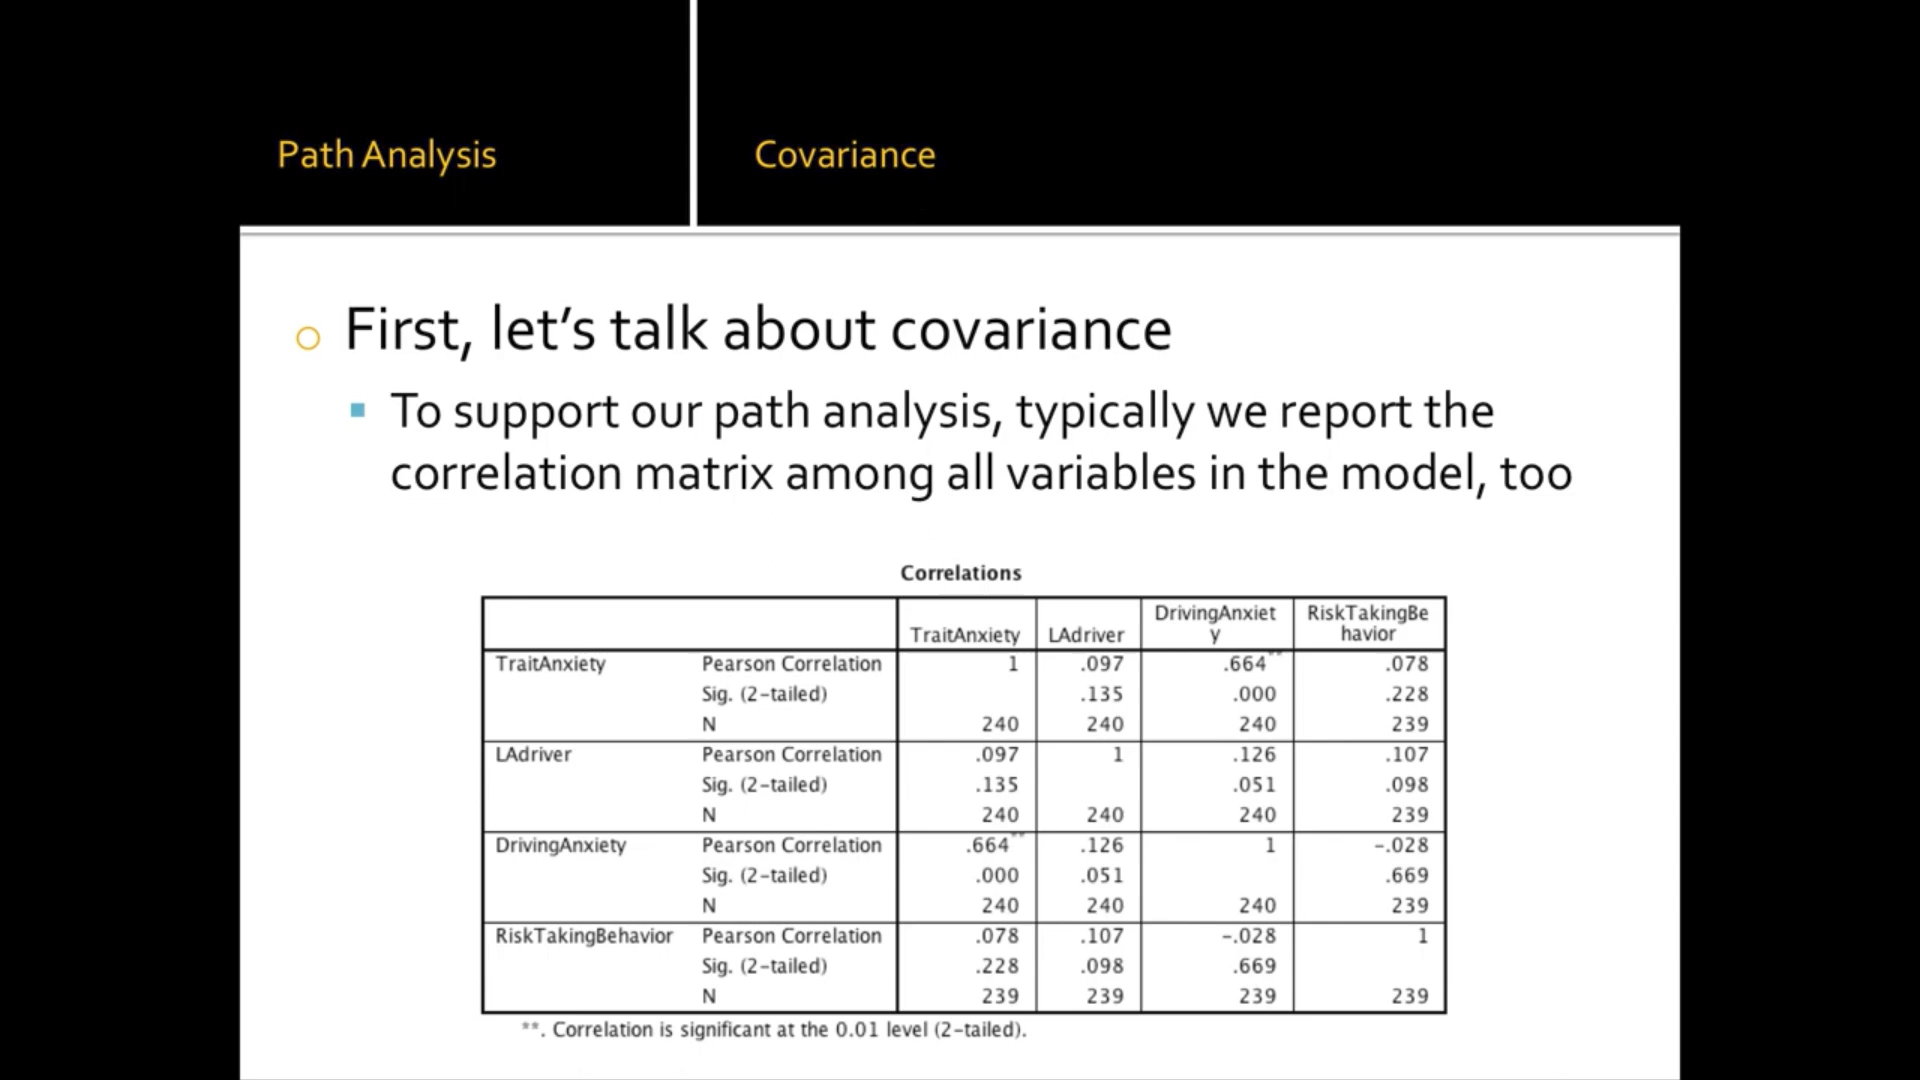 Path Analysis
Covariance
First, let's talk about covariance
To support our path analysis, typically we report the
correlation matrix among all variables in the model, too
Correlations
TraitAnxiety LAdriver DrivingAnxiet
y RiskTakingBe
havior
TraitAnxiety Pearson Correlation 1 .097 .664** .078
Sig. (2-tailed) .135 .000 .228
N 240 240 240 239
LAdriver Pearson Correlation .097 1 .126 .107
Sig. (2-tailed) .135 .051 .098
N 240 240 240 239
DrivingAnxiety Pearson Correlation .664** .126 1 -.028
Sig. (2-tailed) .000 .051 .669
N 240 240 240 239
RiskTakingBehavior Pearson Correlation .078 .107 -.028 1
Sig. (2-tailed) .228 .098 .669
N 239 239 239 239
**. Correlation is significant at the 0.01 level (2-tailed).